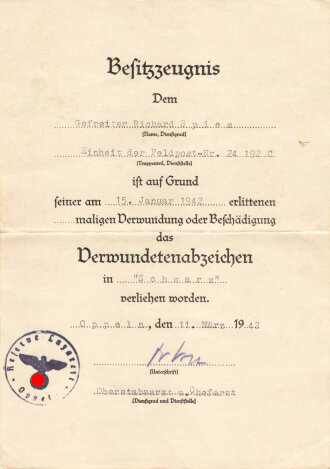 Besitzzeugnis
Dem
Gefreiter Richard Spies
(Name, Dienstgrad)
Einheit der Feldpost-Nr. 24 192 C
(Truppenteil, Dienststelle)
ist auf Grund
seiner am 15. Januar 1942 erlittenen
maligen Verwundung oder Beschädigung
das
Verwundetenabzeichen
in "Schwarz"
verliehen worden.
Oppeln, den 11. März 1942
(Unterschrift)
Oberstabsarzt u. Chefarzt
(Dienstgrad und Dienststelle)
Reserve-Lazarett